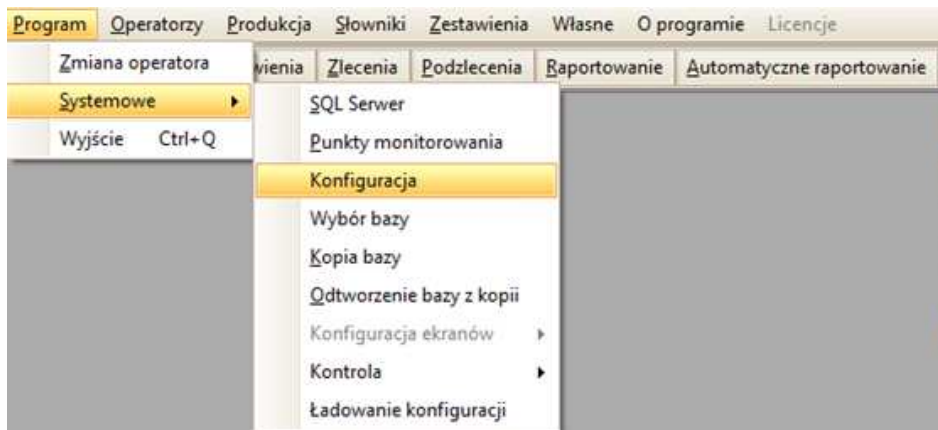 Program Operatorzy Produkcja Słowniki Zestawienia Własne O programie Licencje
Zmiana operatora
Zlecenia Podzlecenia Raportowanie Automatyczne raportowanie
Systemowe
Wyjście Ctrl+Q
SQL Serwer
Punkty monitorowania
Konfiguracja
Wybór bazy
Kopia bazy
Odtworzenie bazy z kopii
Konfiguracja ekranów
Kontrola
Ładowanie konfiguracji